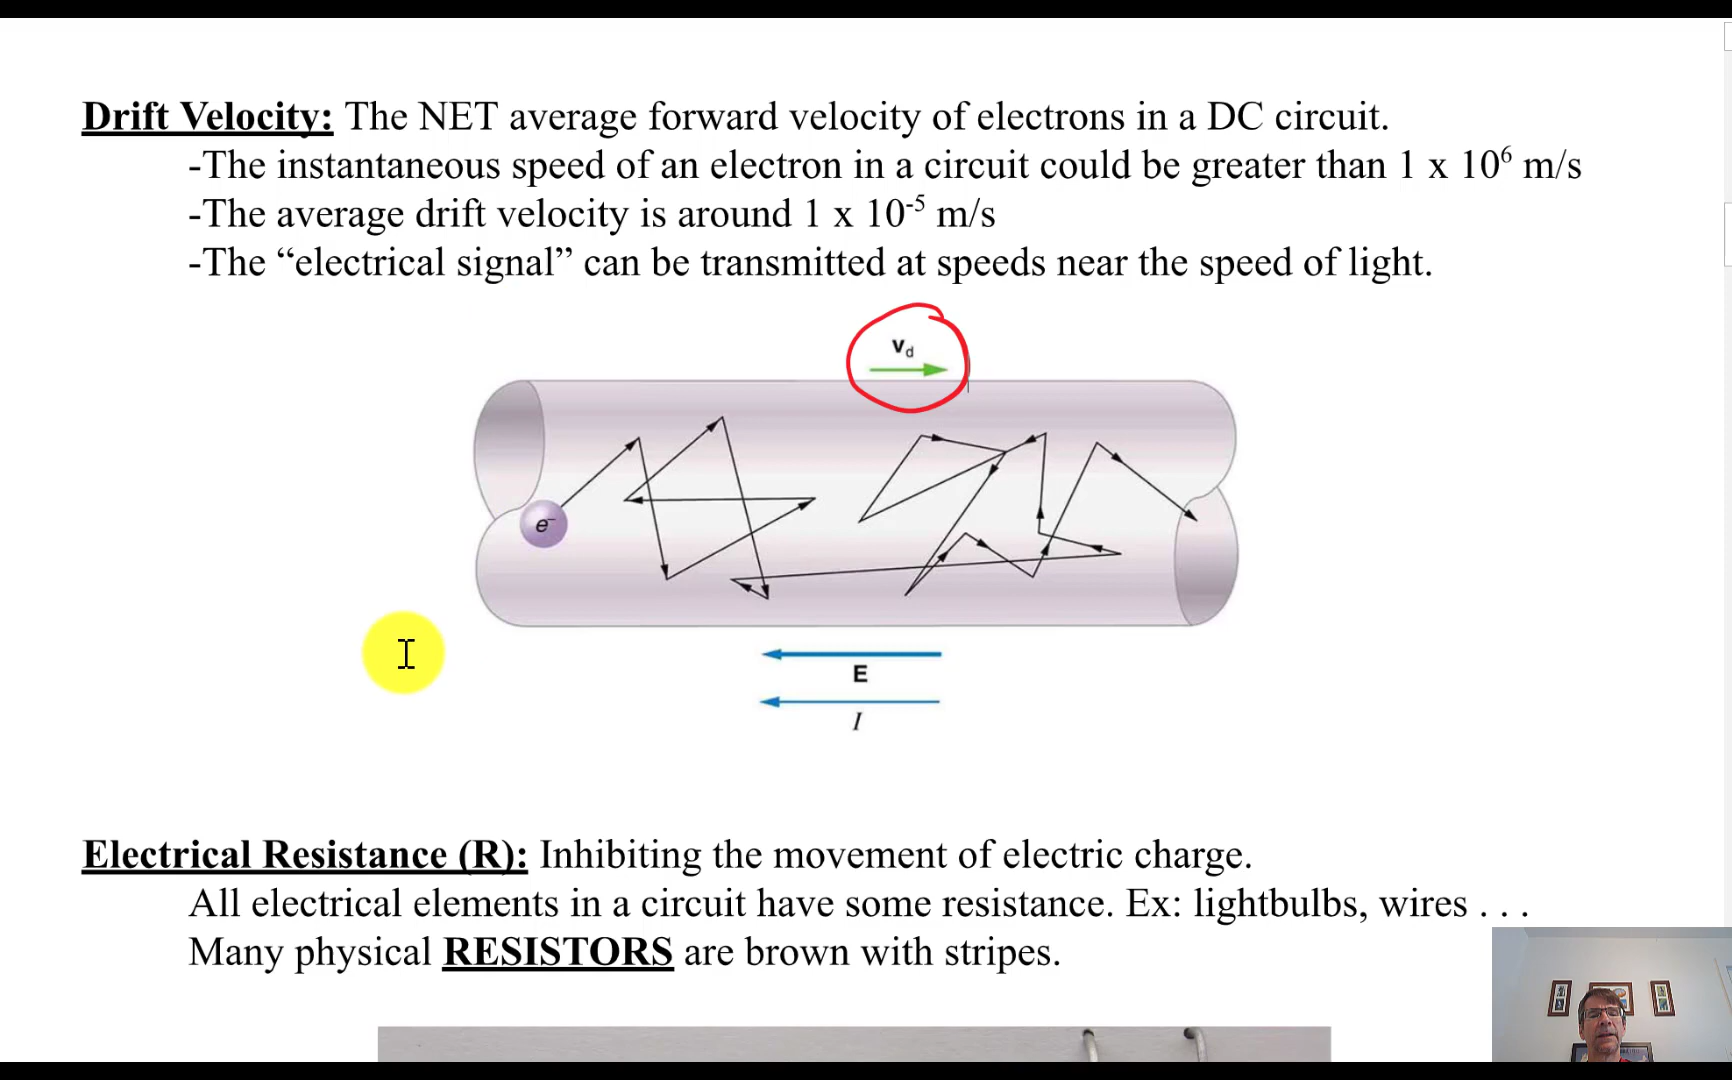 Drift Velocity: The NET average forward velocity of electrons in a DC circuit.
-The instantaneous speed of an electron in a circuit could be greater than 1 x 10⁶ m/s
-The average drift velocity is around 1 x 10⁻⁵ m/s
-The “electrical signal” can be transmitted at speeds near the speed of light.
v_d
e⁻
E
I
Electrical Resistance (R): Inhibiting the movement of electric charge.
All electrical elements in a circuit have some resistance. Ex: lightbulbs, wires . . .
Many physical RESISTORS are brown with stripes.